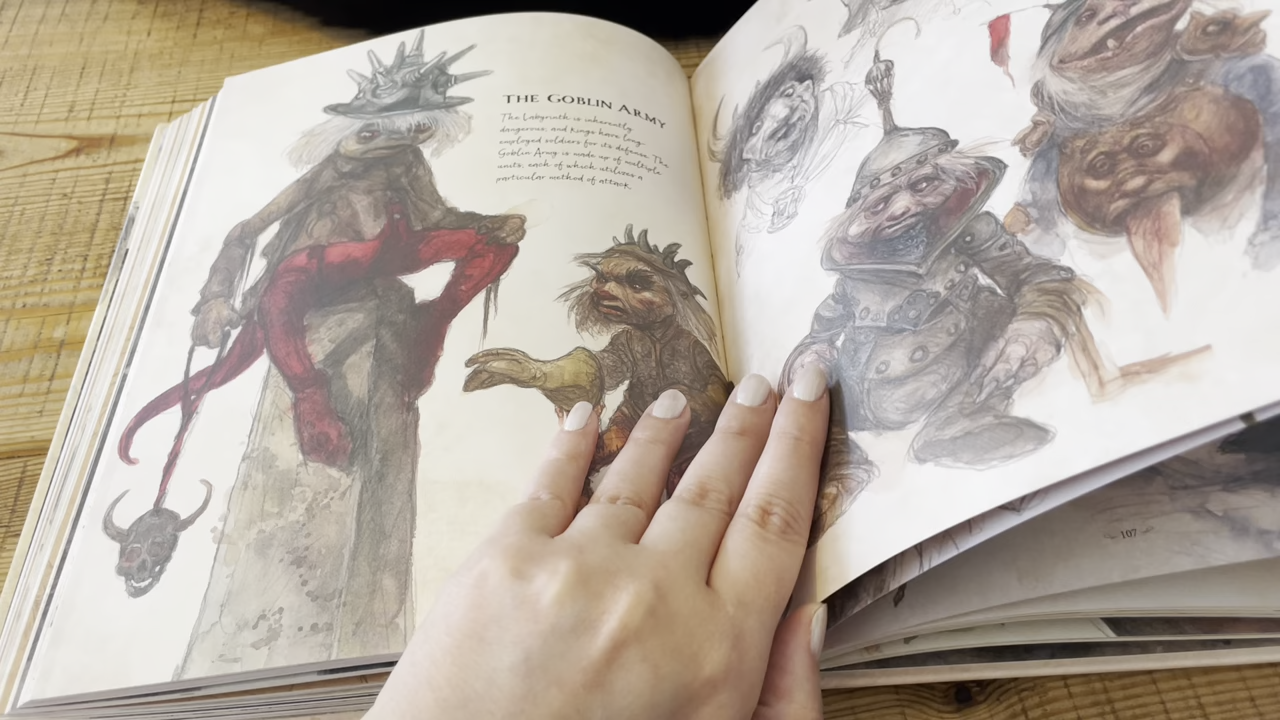 THE GOBLIN ARMY
The Labyrinth is inherently
dangerous, and Kings have long
employed soldiers for its defense. The
Goblin Army is made up of multiple
units, each of which utilizes a
particular method of attack.
107